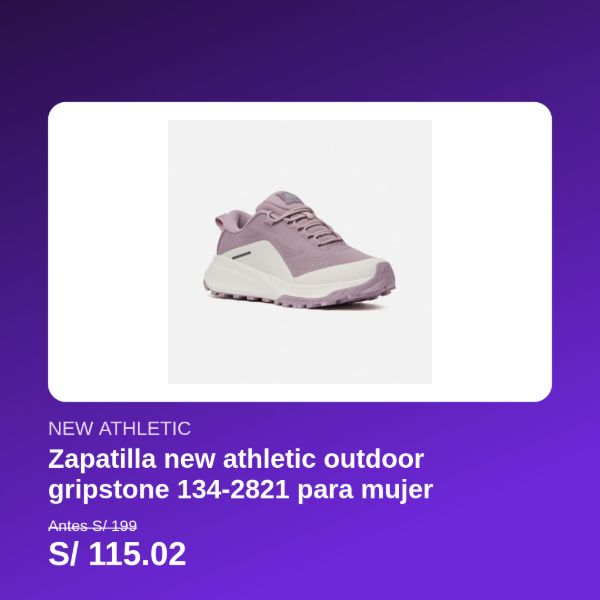 NEW ATHLETIC
Zapatilla new athletic outdoor
gripstone 134-2821 para mujer
Antes S/ 199
S/ 115.02